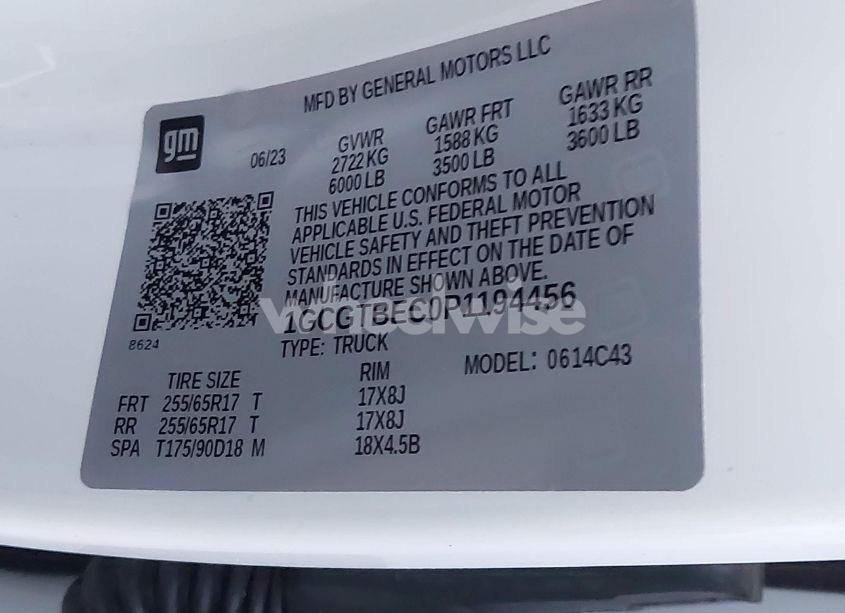 MFD BY GENERAL MOTORS LLC
gm
06/23
GVWR
2722 KG
6000 LB
GAWR FRT
1588 KG
3500 LB
GAWR RR
1633 KG
3600 LB
THIS VEHICLE CONFORMS TO ALL
APPLICABLE U.S. FEDERAL MOTOR
VEHICLE SAFETY AND THEFT PREVENTION
STANDARDS IN EFFECT ON THE DATE OF
MANUFACTURE SHOWN ABOVE.
1GCGTBEC0P1194456
8624
TYPE: TRUCK
MODEL: 0614C43
TIRE SIZE RIM
FRT 255/65R17 T 17X8J
RR 255/65R17 T 17X8J
SPA T175/90D18 M 18X4.5B